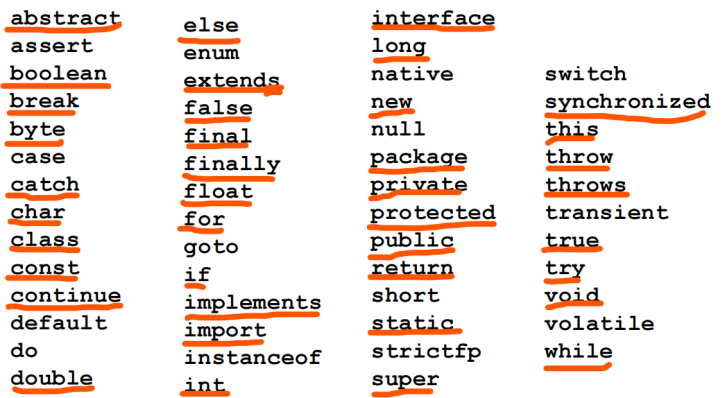 abstract
assert
boolean
break
byte
case
catch
char
class
const
continue
default
do
double
else
enum
extends
false
final
finally
float
for
goto
if
implements
import
instanceof
int
interface
long
native
new
null
package
private
protected
public
return
short
static
strictfp
super
switch
synchronized
this
throw
throws
transient
true
try
void
volatile
while